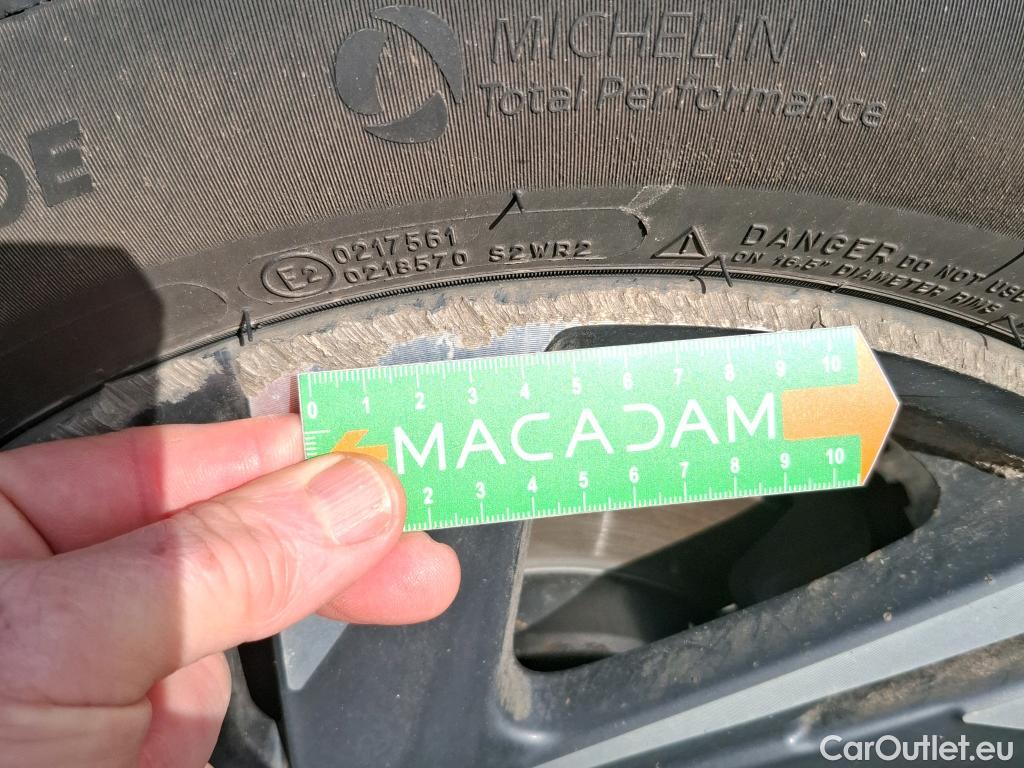 MICHELIN
Total Performance
DE
E2
0217561
0218570 S2WR2
DANGER DO NOT USE
ON 16.5" DIAMETER RIMS
0 1 2 3 4 5 6 7 8 9 10
MACADAM
2 3 4 5 6 7 8 9 10
CarOutlet.eu